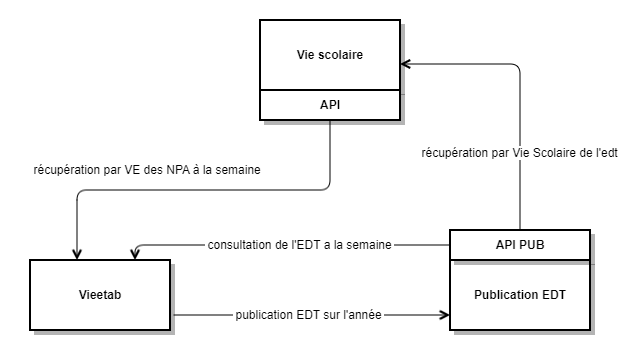 Vie scolaire
API
récupération par Vie Scolaire de l'edt
récupération par VE des NPA à la semaine
consultation de l'EDT a la semaine
API PUB
Vieetab
publication EDT sur l'année
Publication EDT